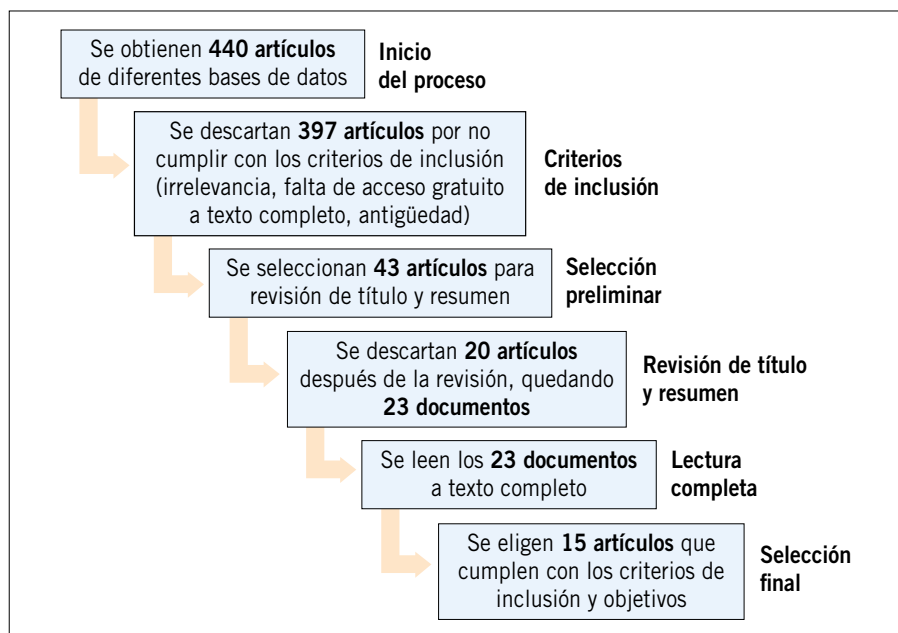 Se obtienen 440 artículos
de diferentes bases de datos
Inicio
del proceso
Se descartan 397 artículos por no
cumplir con los criterios de inclusión
(irrelevancia, falta de acceso gratuito
a texto completo, antigüedad)
Criterios
de inclusión
Se seleccionan 43 artículos para
revisión de título y resumen
Selección
preliminar
Se descartan 20 artículos
después de la revisión, quedando
23 documentos
Revisión de título
y resumen
Se leen los 23 documentos
a texto completo
Lectura
completa
Se eligen 15 artículos que
cumplen con los criterios de
inclusión y objetivos
Selección
final